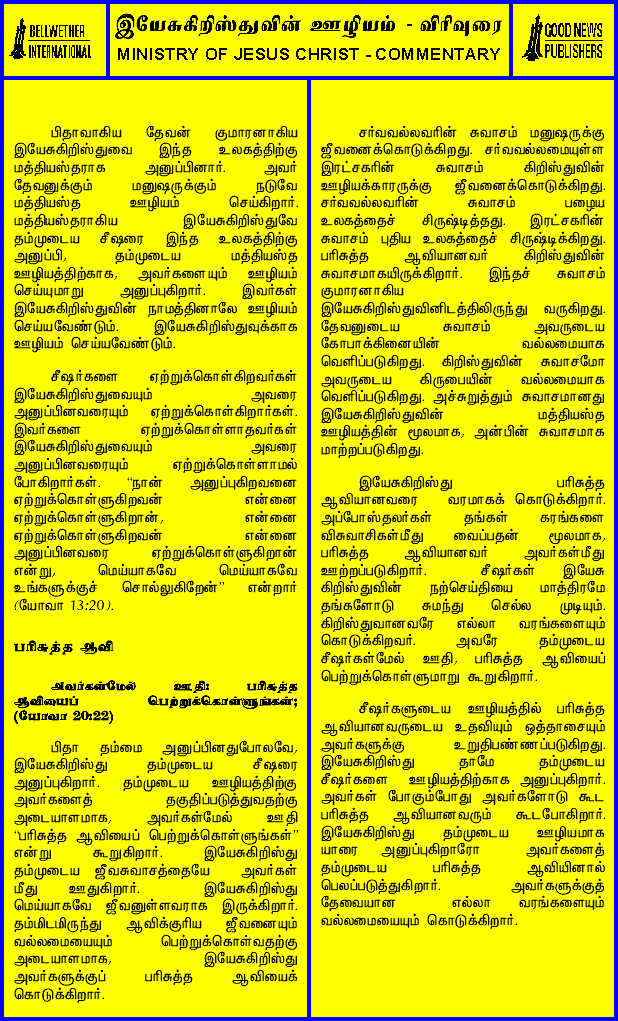 BELLWETHER
INTERNATIONAL
இயேசுகிறிஸ்துவின் ஊழியம் - விரிவுரை
MINISTRY OF JESUS CHRIST - COMMENTARY
GOOD NEWS
PUBLISHERS
பிதாவாகிய தேவன் குமாரனாகிய
இயேசுகிறிஸ்துவை இந்த உலகத்திற்கு
மத்தியஸ்தராக அனுப்பினார். அவர்
தேவனுக்கும் மனுஷருக்கும் நடுவே
மத்தியஸ்த ஊழியம் செய்கிறார்.
மத்தியஸ்தராகிய இயேசுகிறிஸ்துவே
தம்முடைய சீஷரை இந்த உலகத்திற்கு
அனுப்பி, தம்முடைய மத்தியஸ்த
ஊழியத்திற்காக, அவர்களையும் ஊழியம்
செய்யுமாறு அனுப்புகிறார். இவர்கள்
இயேசுகிறிஸ்துவின் நாமத்தினாலே ஊழியம்
செய்யவேண்டும். இயேசுகிறிஸ்துவுக்காக
ஊழியம் செய்யவேண்டும்.
சீஷர்களை ஏற்றுக்கொள்கிறவர்கள்
இயேசுகிறிஸ்துவையும் அவரை
அனுப்பினவரையும் ஏற்றுக்கொள்கிறார்கள்.
இவர்களை ஏற்றுக்கொள்ளாதவர்கள்
இயேசுகிறிஸ்துவையும் அவரை
அனுப்பினவரையும் ஏற்றுக்கொள்ளாமல்
போகிறார்கள். “நான் அனுப்புகிறவனை
ஏற்றுக்கொள்ளுகிறவன் என்னை
ஏற்றுக்கொள்ளுகிறான், என்னை
ஏற்றுக்கொள்ளுகிறவன் என்னை
அனுப்பினவரை ஏற்றுக்கொள்ளுகிறான்
என்று, மெய்யாகவே மெய்யாகவே
உங்களுக்குச் சொல்லுகிறேன்” என்றார்
(யோவா 13:20).
பரிசுத்த ஆவி
அவர்கள்மேல் ஊதி: பரிசுத்த
ஆவியைப் பெற்றுக்கொள்ளுங்கள்;
(யோவா 20:22)
பிதா தம்மை அனுப்பினதுபோலவே,
இயேசுகிறிஸ்து தம்முடைய சீஷரை
அனுப்புகிறார். தம்முடைய ஊழியத்திற்கு
அவர்களைத் தகுதிப்படுத்துவதற்கு
அடையாளமாக, அவர்கள்மேல் ஊதி
“பரிசுத்த ஆவியைப் பெற்றுக்கொள்ளுங்கள்”
என்று கூறுகிறார். இயேசுகிறிஸ்து
தம்முடைய ஜீவசுவாசத்தையே அவர்கள்
மீது ஊதுகிறார். இயேசுகிறிஸ்து
மெய்யாகவே ஜீவனுள்ளவராக இருக்கிறார்.
தம்மிடமிருந்து ஆவிக்குரிய ஜீவனையும்
வல்லமையையும் பெற்றுக்கொள்வதற்கு
அடையாளமாக, இயேசுகிறிஸ்து
அவர்களுக்குப் பரிசுத்த ஆவியைக்
கொடுக்கிறார்.
சர்வவல்லவரின் சுவாசம் மனுஷருக்கு
ஜீவனைக்கொடுக்கிறது. சர்வவல்லமையுள்ள
இரட்சகரின் சுவாசம் கிறிஸ்துவின்
ஊழியக்காரருக்கு ஜீவனைக்கொடுக்கிறது.
சர்வவல்லவரின் சுவாசம் பழைய
உலகத்தைச் சிருஷ்டித்தது. இரட்சகரின்
சுவாசம் புதிய உலகத்தைச் சிருஷ்டிக்கிறது.
பரிசுத்த ஆவியானவர் கிறிஸ்துவின்
சுவாசமாகயிருக்கிறார். இந்தச் சுவாசம்
குமாரனாகிய
இயேசுகிறிஸ்துவினிடத்திலிருந்து வருகிறது.
தேவனுடைய சுவாசம் அவருடைய
கோபாக்கினையின் வல்லமையாக
வெளிப்படுகிறது. கிறிஸ்துவின் சுவாசமோ
அவருடைய கிருபையின் வல்லமையாக
வெளிப்படுகிறது. அச்சுறுத்தும் சுவாசமானது
இயேசுகிறிஸ்துவின் மத்தியஸ்த
ஊழியத்தின் மூலமாக, அன்பின் சுவாசமாக
மாற்றப்படுகிறது.
இயேசுகிறிஸ்து பரிசுத்த
ஆவியானவரை வரமாகக் கொடுக்கிறார்.
அப்போஸ்தலர்கள் தங்கள் கரங்களை
விசுவாசிகள்மீது வைப்பதன் மூலமாக,
பரிசுத்த ஆவியானவர் அவர்கள்மீது
ஊற்றப்படுகிறார். சீஷர்கள் இயேசு
கிறிஸ்துவின் நற்செய்தியை மாத்திரமே
தங்களோடு சுமந்து செல்ல முடியும்.
கிறிஸ்துவானவரே எல்லா வரங்களையும்
கொடுக்கிறவர். அவரே தம்முடைய
சீஷர்கள்மேல் ஊதி, பரிசுத்த ஆவியைப்
பெற்றுக்கொள்ளுமாறு கூறுகிறார்.
சீஷர்களுடைய ஊழியத்தில் பரிசுத்த
ஆவியானவருடைய உதவியும் ஒத்தாசையும்
அவர்களுக்கு உறுதிபண்ணப்படுகிறது.
இயேசுகிறிஸ்து தாமே தம்முடைய
சீஷர்களை ஊழியத்திற்காக அனுப்புகிறார்.
அவர்கள் போகும்போது அவர்களோடு கூட
பரிசுத்த ஆவியானவரும் கூடபோகிறார்.
இயேசுகிறிஸ்து தம்முடைய ஊழியமாக
யாரை அனுப்புகிறாரோ அவர்களைத்
தம்முடைய பரிசுத்த ஆவியினால்
பெலப்படுத்துகிறார். அவர்களுக்குத்
தேவையான எல்லா வரங்களையும்
வல்லமையையும் கொடுக்கிறார்.